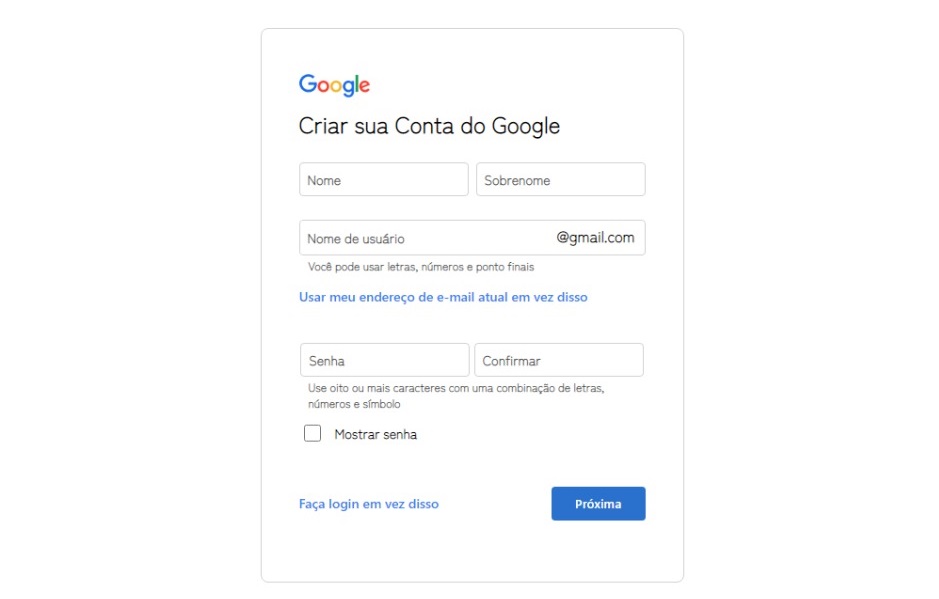 Google
Criar sua Conta do Google
Nome Sobrenome
Nome de usuário @gmail.com
Você pode usar letras, números e ponto finais
Usar meu endereço de e-mail atual em vez disso
Senha Confirmar
Use oito ou mais caracteres com uma combinação de letras,
números e símbolo
Mostrar senha
Faça login em vez disso Próxima